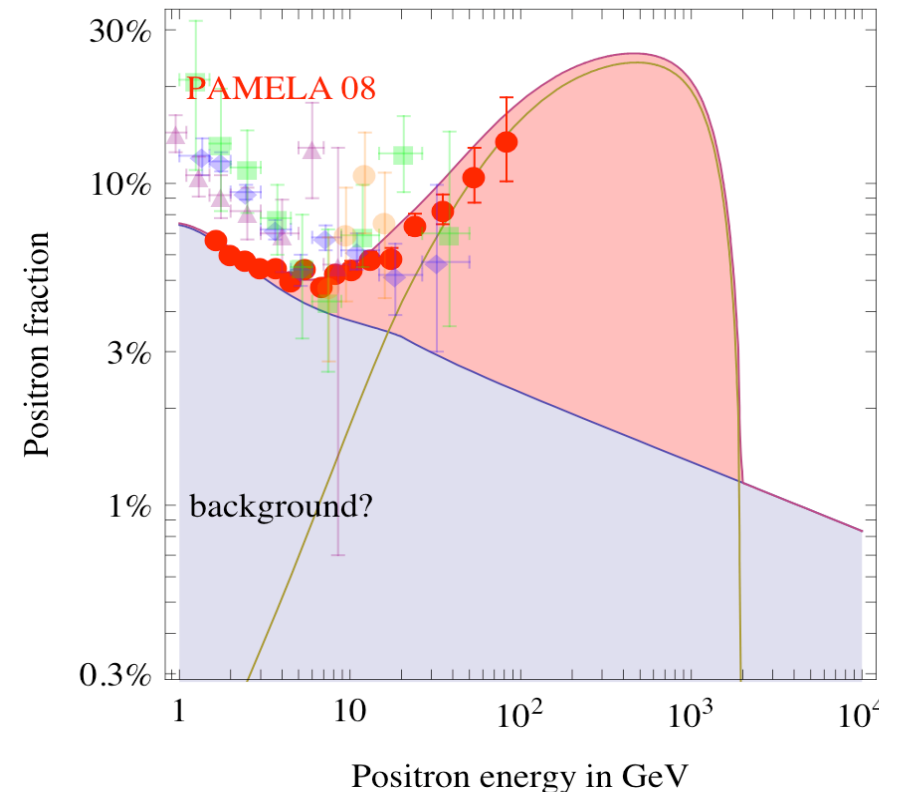 30%
PAMELA 08
10%
Positron fraction
3%
1%
background?
0.3%
1 10 10² 10³ 10⁴
Positron energy in GeV